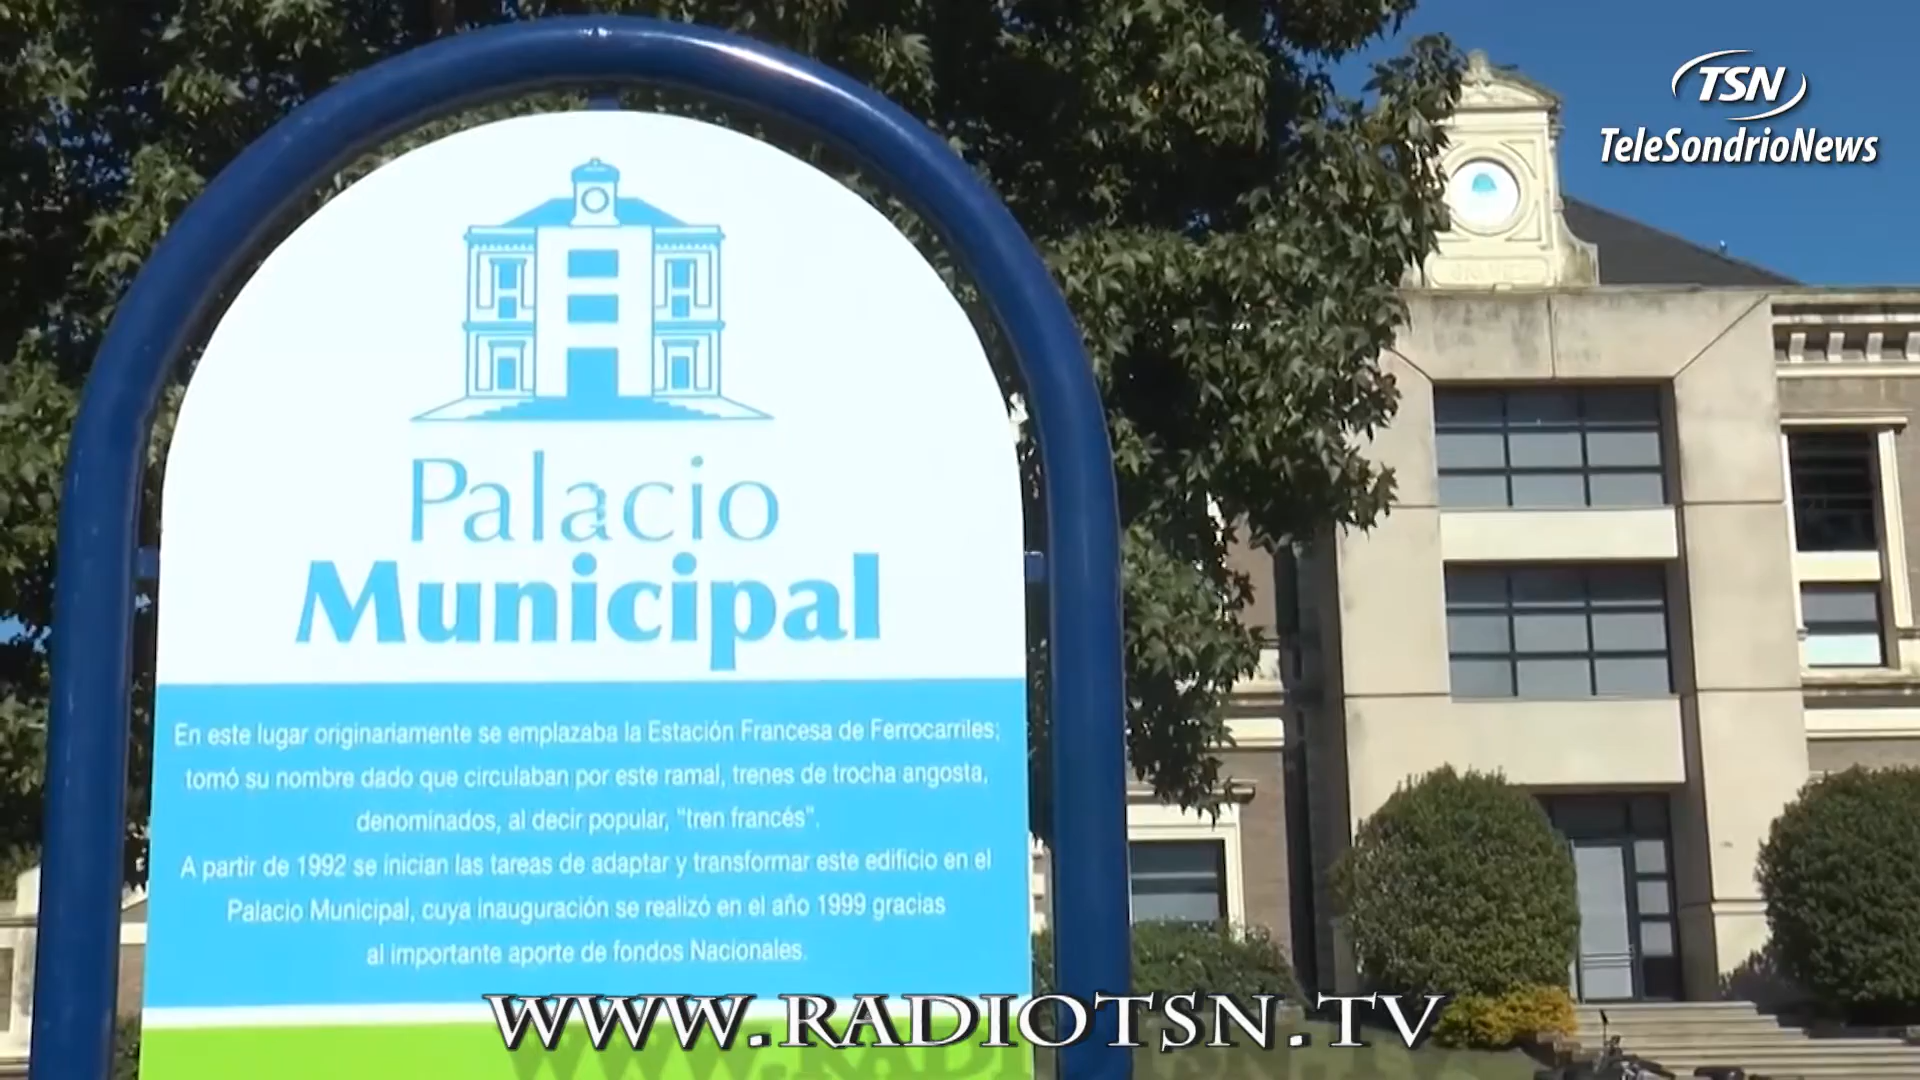 TSN
TeleSondrioNews
Palacio
Municipal
En este lugar originariamente se emplazaba la Estación Francesa de Ferrocarriles;
tomó su nombre dado que circulaban por este ramal, trenes de trocha angosta,
denominados, al decir popular, "tren francés".
A partir de 1992 se inician las tareas de adaptar y transformar este edificio en el
Palacio Municipal, cuya inauguración se realizó en el año 1999 gracias
al importante aporte de fondos Nacionales.
WWW.RADIOTSN.TV